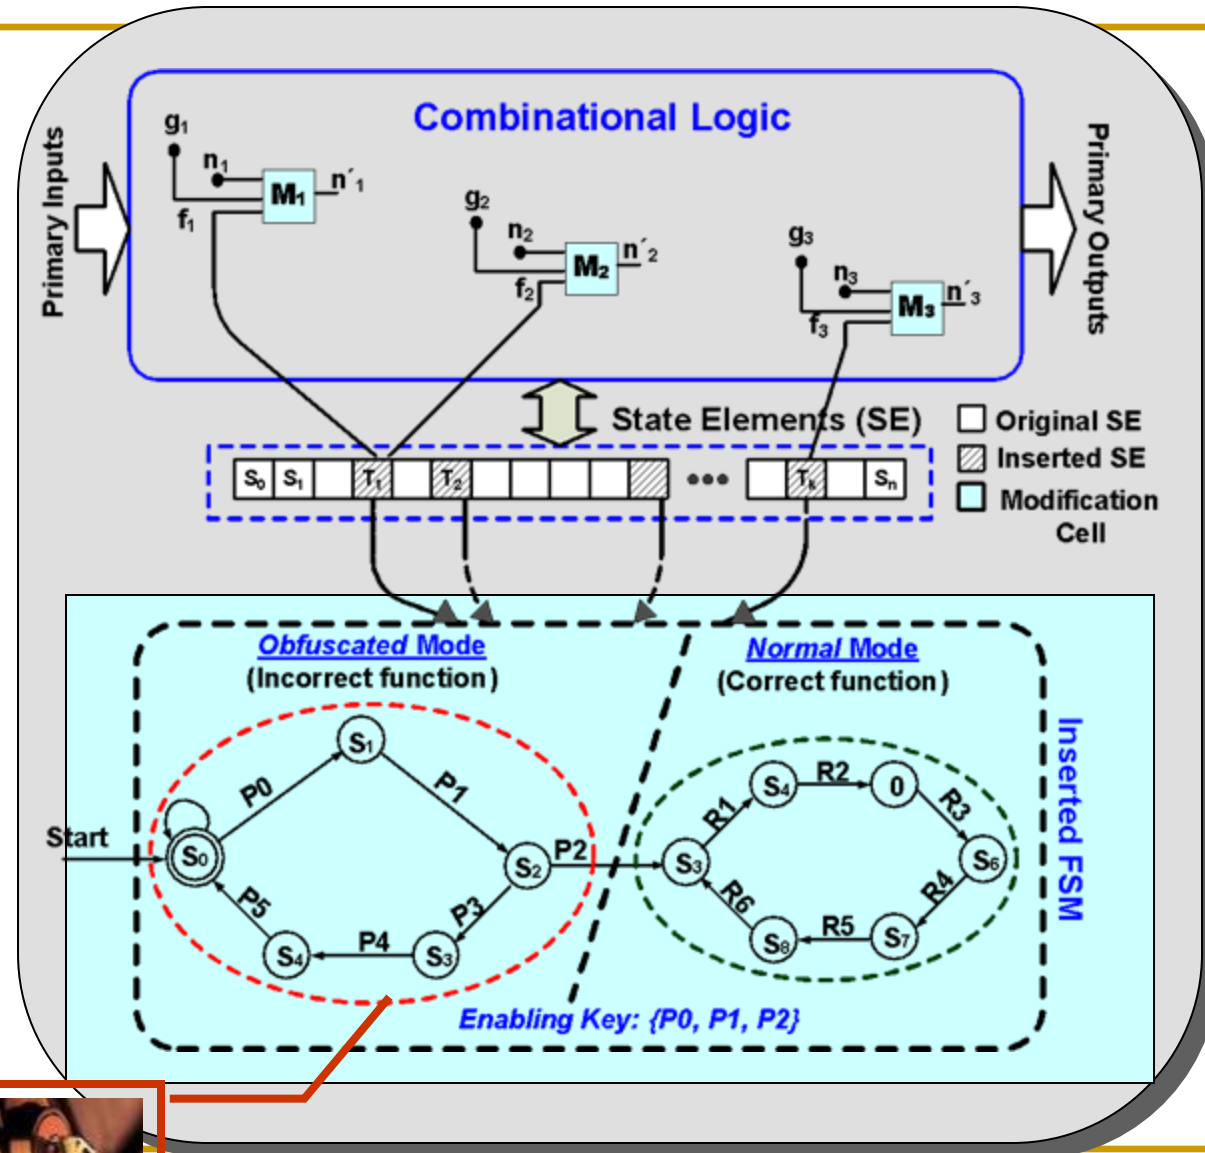 Combinational Logic
Primary Inputs
Primary Outputs
g1
n1
M1
n´1
f1
g2
n2
M2
n´2
f2
g3
n3
M3
n´3
f3
State Elements (SE)
Original SE
Inserted SE
Modification
Cell
S0 S1 T1 T2 ••• Tk Sn
Obfuscated Mode
(Incorrect function)
Normal Mode
(Correct function)
Inserted FSM
Start
S0
P0
S1
P1
S2
P2
P3
S3
P4
S4
P5
S3
R1
S4
R2
0
R3
S6
R4
S7
R5
S8
R6
Enabling Key: {P0, P1, P2}